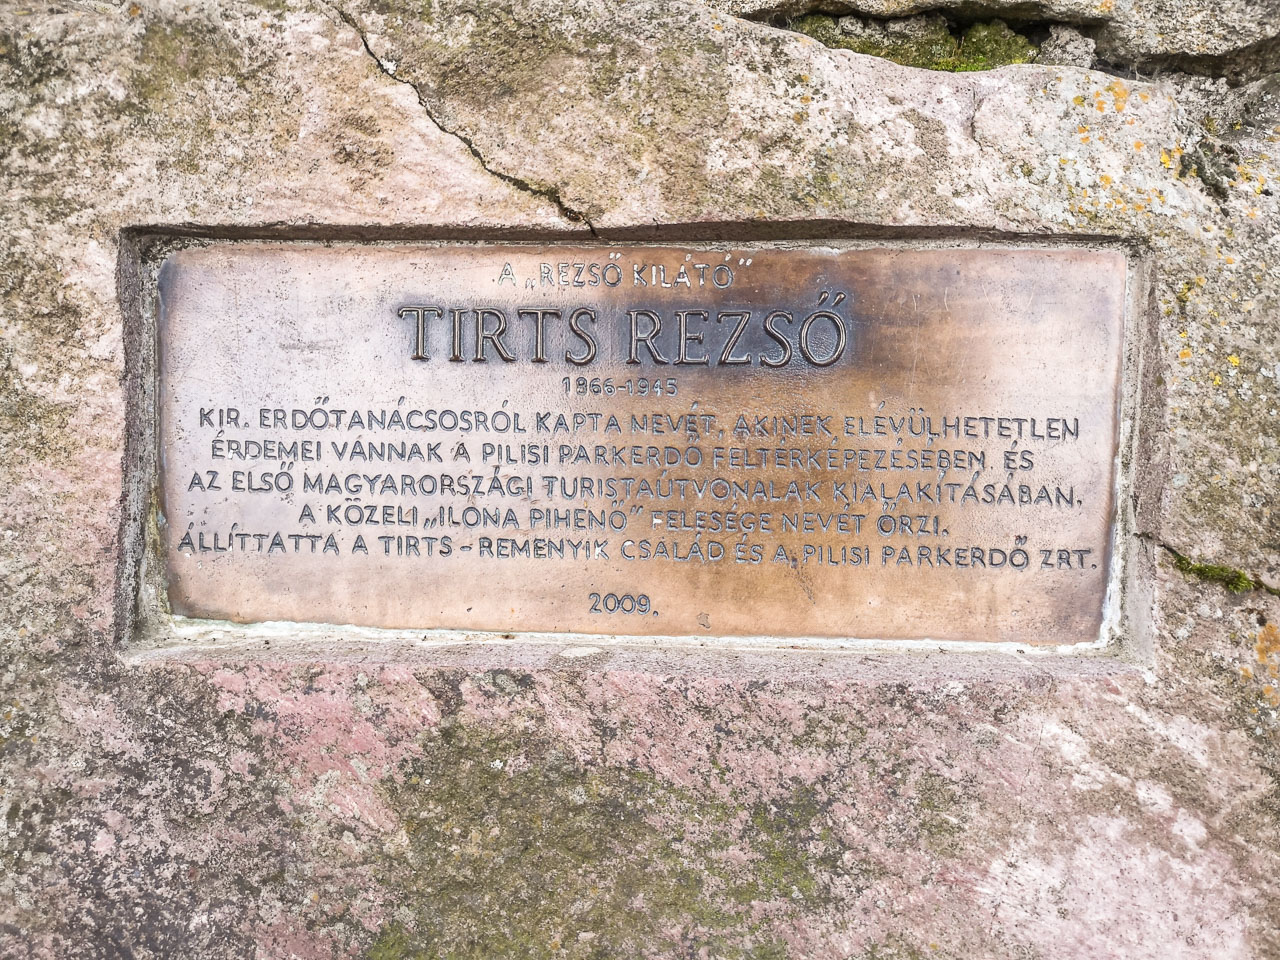 A „REZSŐ KILÁTÓ”
TIRTS REZSŐ
1866-1945
KIR. ERDŐTANÁCSOSRÓL KAPTA NEVÉT, AKINEK ELÉVÜLHETETLEN
ÉRDEMEI VANNAK A PILISI PARKERDŐ FELTÉRKÉPEZÉSÉBEN ÉS
AZ ELSŐ MAGYARORSZÁGI TURISTAÚTVONALAK KIALAKÍTÁSÁBAN,
A KÖZELI „ILONA PIHENŐ” FELESÉGE NEVÉT ŐRZI.
ÁLLÍTTATTA A TIRTS-REMENYIK CSALÁD ÉS A PILISI PARKERDŐ ZRT.
2009.